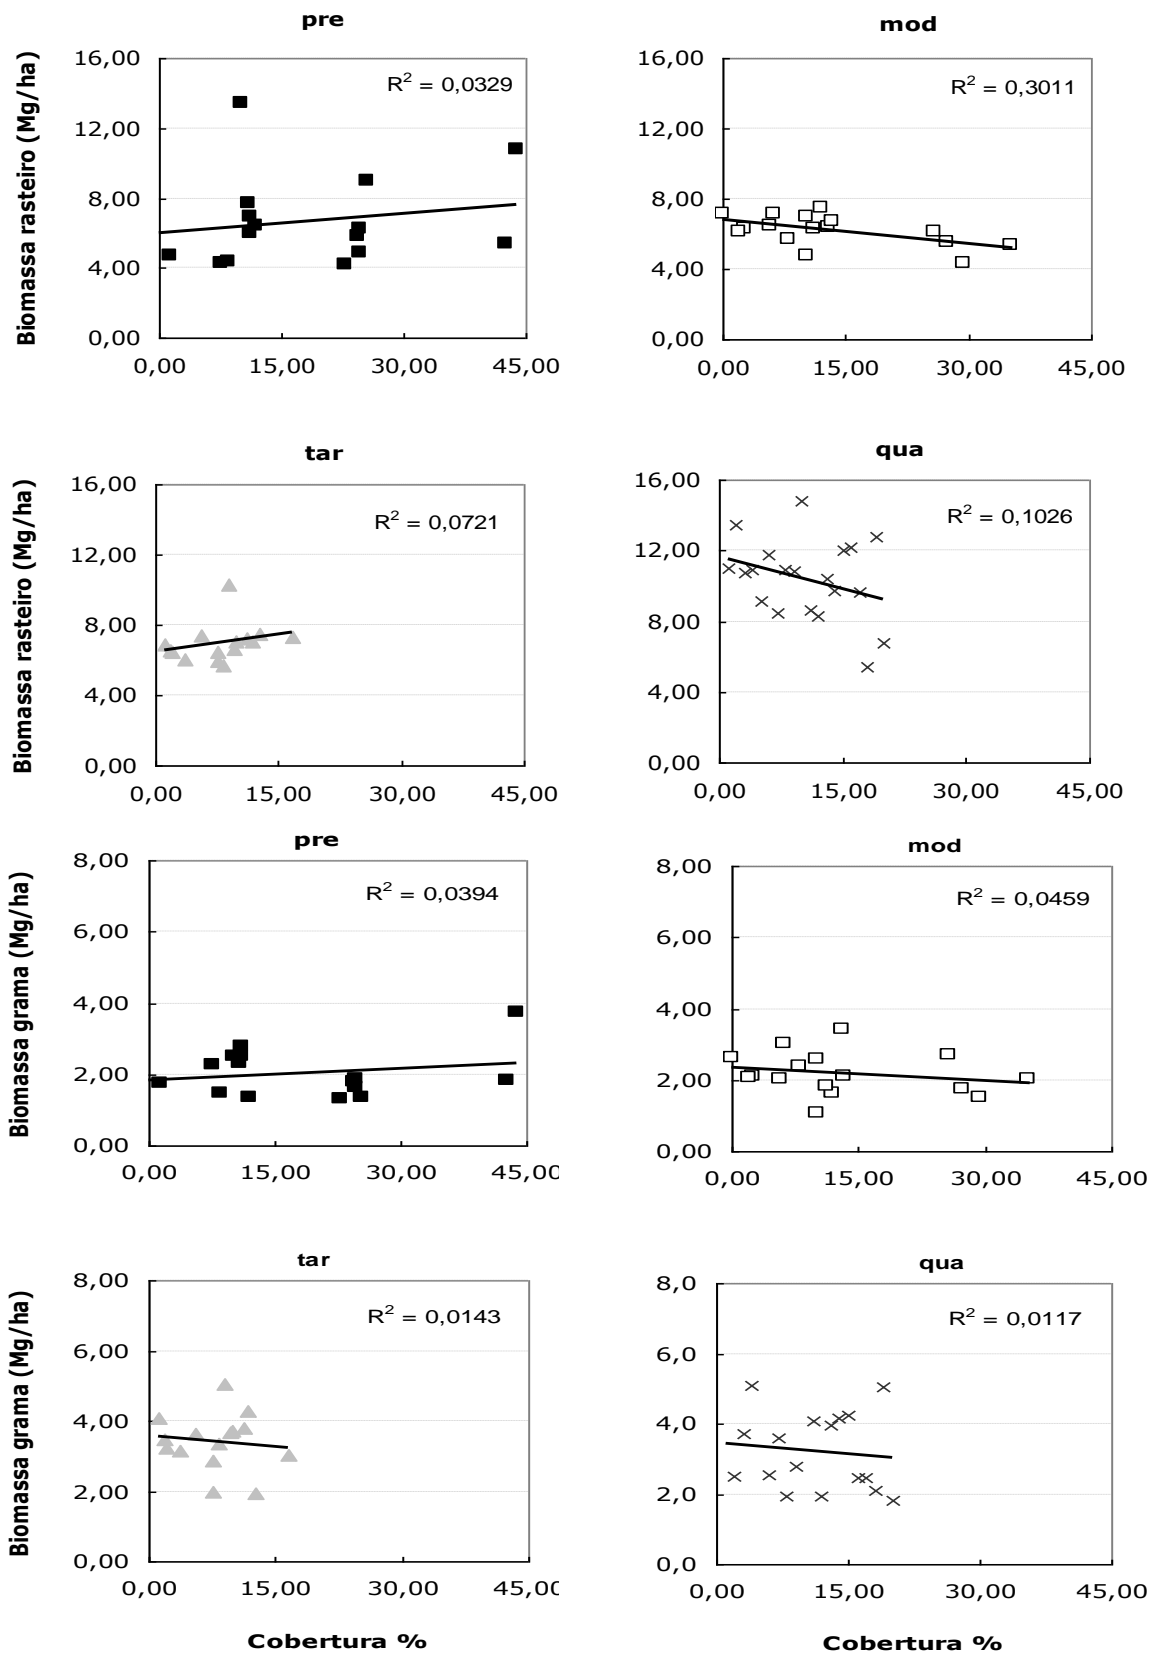 pre
Biomassa rasteiro (Mg/ha)
16,00
12,00
8,00
4,00
0,00
R² = 0,0329
0,00 15,00 30,00 45,00
mod
16,00
12,00
8,00
4,00
0,00
R² = 0,3011
0,00 15,00 30,00 45,00
tar
Biomassa rasteiro (Mg/ha)
16,00
12,00
8,00
4,00
0,00
R² = 0,0721
0,00 15,00 30,00 45,00
qua
16,00
12,00
8,00
4,00
0,00
R² = 0,1026
0,00 15,00 30,00 45,00
pre
Biomassa grama (Mg/ha)
8,00
6,00
4,00
2,00
0,00
R² = 0,0394
0,00 15,00 30,00 45,00
mod
8,00
6,00
4,00
2,00
0,00
R² = 0,0459
0,00 15,00 30,00 45,00
tar
Biomassa grama (Mg/ha)
8,00
6,00
4,00
2,00
0,00
R² = 0,0143
0,00 15,00 30,00 45,00
Cobertura %
qua
8,0
6,0
4,0
2,0
0,0
R² = 0,0117
0,00 15,00 30,00 45,00
Cobertura %